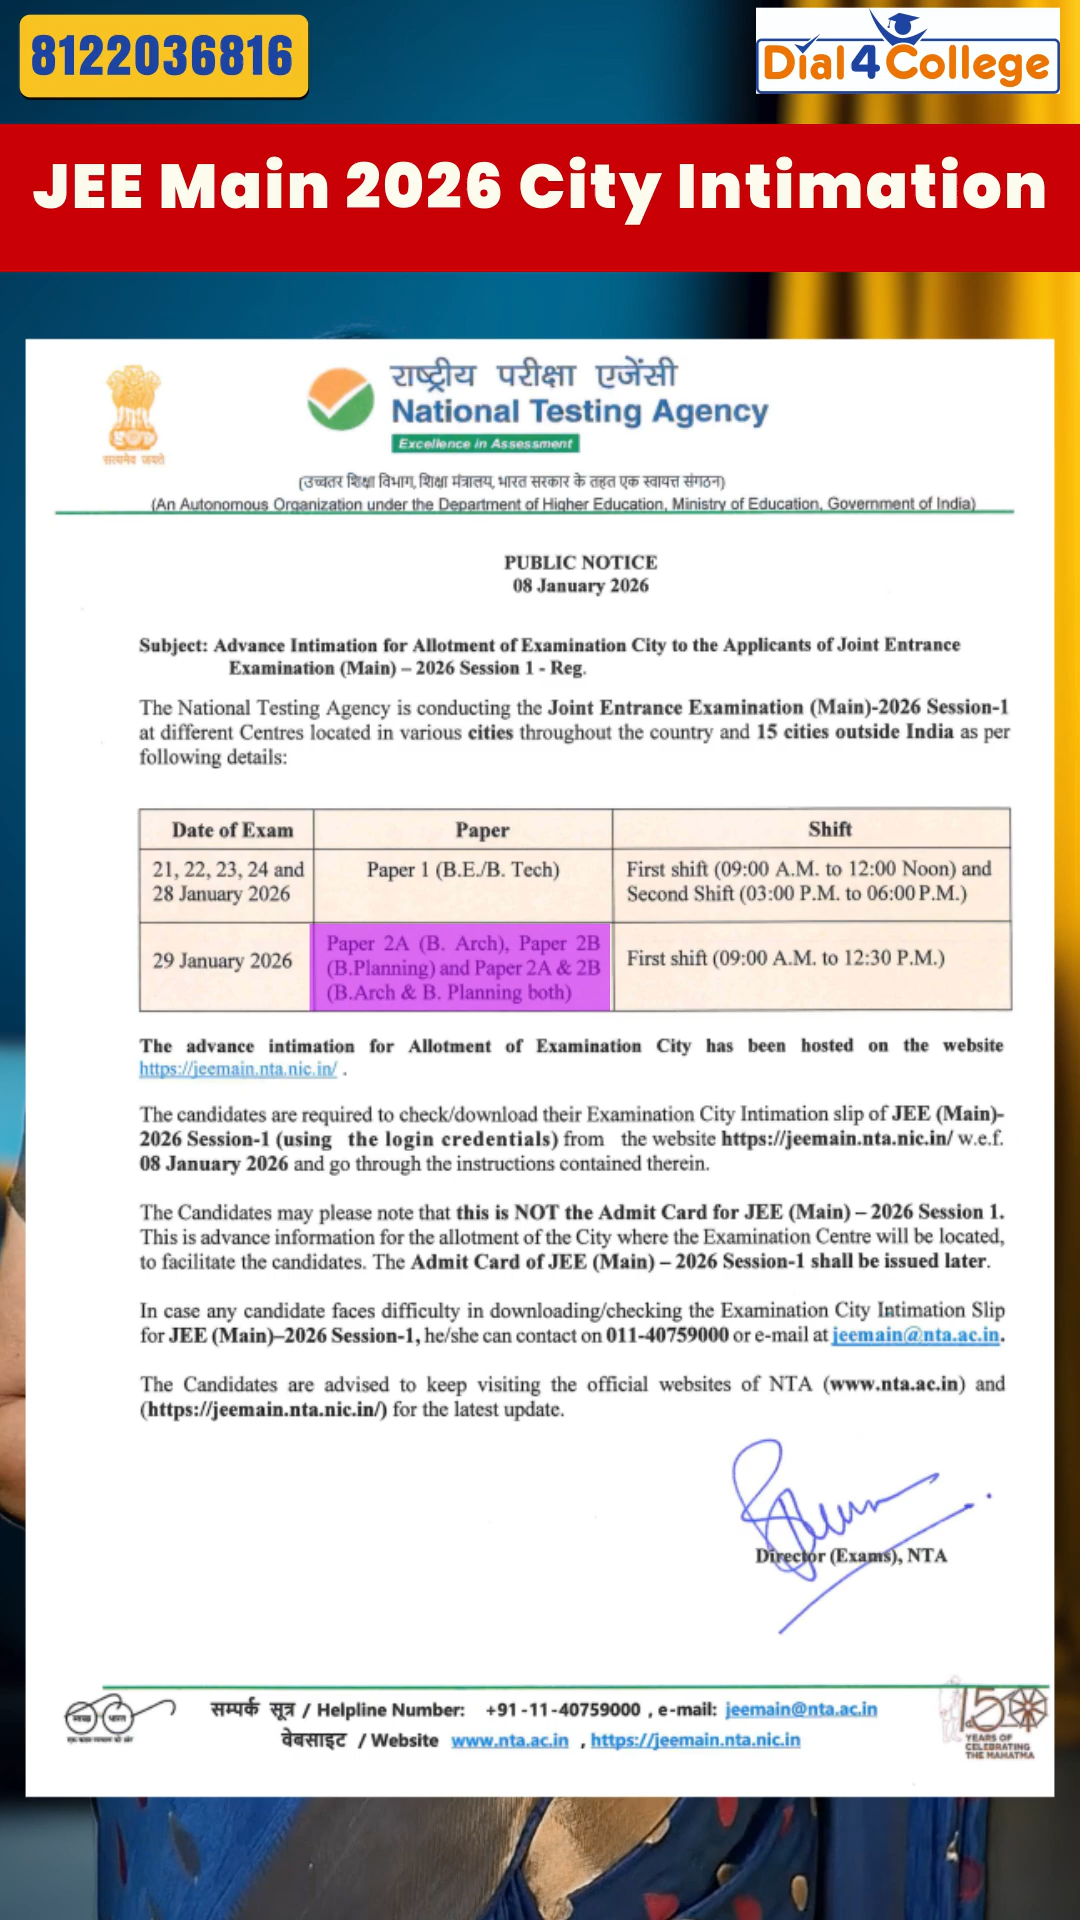 8122036816
Dial4College
JEE Main 2026 City Intimation
राष्ट्रीय परीक्षा एजेंसी
National Testing Agency
Excellence in Assessment
सत्यमेव जयते
(उच्चतर शिक्षा विभाग, शिक्षा मंत्रालय, भारत सरकार के तहत एक स्वायत्त संगठन)
(An Autonomous Organization under the Department of Higher Education, Ministry of Education, Government of India)
PUBLIC NOTICE
08 January 2026
Subject: Advance Intimation for Allotment of Examination City to the Applicants of Joint Entrance
Examination (Main) – 2026 Session 1 - Reg.
The National Testing Agency is conducting the Joint Entrance Examination (Main)-2026 Session-1
at different Centres located in various cities throughout the country and 15 cities outside India as per
following details:
Date of Exam Paper Shift
21, 22, 23, 24 and Paper 1 (B.E./B. Tech) First shift (09:00 A.M. to 12:00 Noon) and
28 January 2026 Second Shift (03:00 P.M. to 06:00 P.M.)
29 January 2026 Paper 2A (B. Arch), Paper 2B First shift (09:00 A.M. to 12:30 P.M.)
(B.Planning) and Paper 2A & 2B
(B.Arch & B. Planning both)
The advance intimation for Allotment of Examination City has been hosted on the website
https://jeemain.nta.nic.in/ .
The candidates are required to check/download their Examination City Intimation slip of JEE (Main)-
2026 Session-1 (using the login credentials) from the website https://jeemain.nta.nic.in/ w.e.f.
08 January 2026 and go through the instructions contained therein.
The Candidates may please note that this is NOT the Admit Card for JEE (Main) – 2026 Session 1.
This is advance information for the allotment of the City where the Examination Centre will be located,
to facilitate the candidates. The Admit Card of JEE (Main) – 2026 Session-1 shall be issued later.
In case any candidate faces difficulty in downloading/checking the Examination City Intimation Slip
for JEE (Main)–2026 Session-1, he/she can contact on 011-40759000 or e-mail at jeemain@nta.ac.in.
The Candidates are advised to keep visiting the official websites of NTA (www.nta.ac.in) and
(https://jeemain.nta.nic.in/) for the latest update.
Director (Exams), NTA
सम्पर्क सूत्र / Helpline Number: +91-11-40759000 , e-mail: jeemain@nta.ac.in
वेबसाइट / Website www.nta.ac.in , https://jeemain.nta.nic.in
150
YEARS OF
CELEBRATING
THE MAHATMA